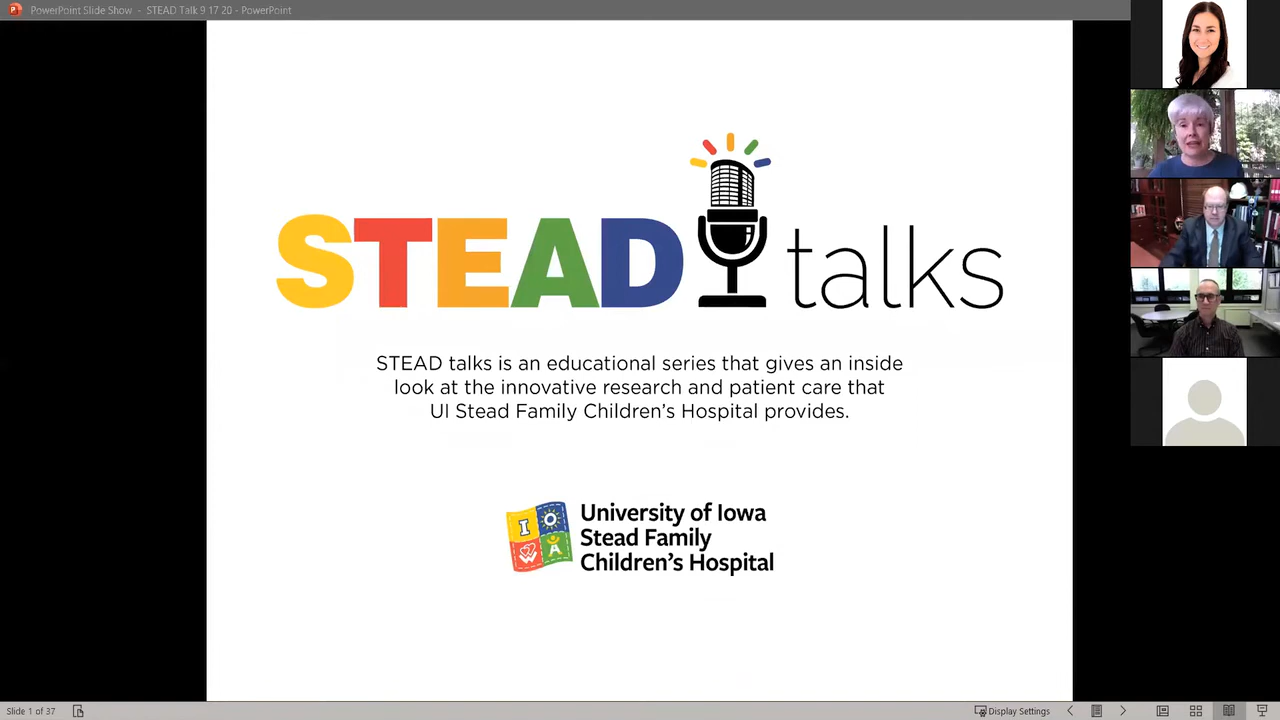 PowerPoint Slide Show - STEAD Talk 9 17 20 - PowerPoint
STEAD talks
STEAD talks is an educational series that gives an inside
look at the innovative research and patient care that
UI Stead Family Children's Hospital provides.
IOWA
University of Iowa
Stead Family
Children's Hospital
Slide 1 of 37
Display Settings